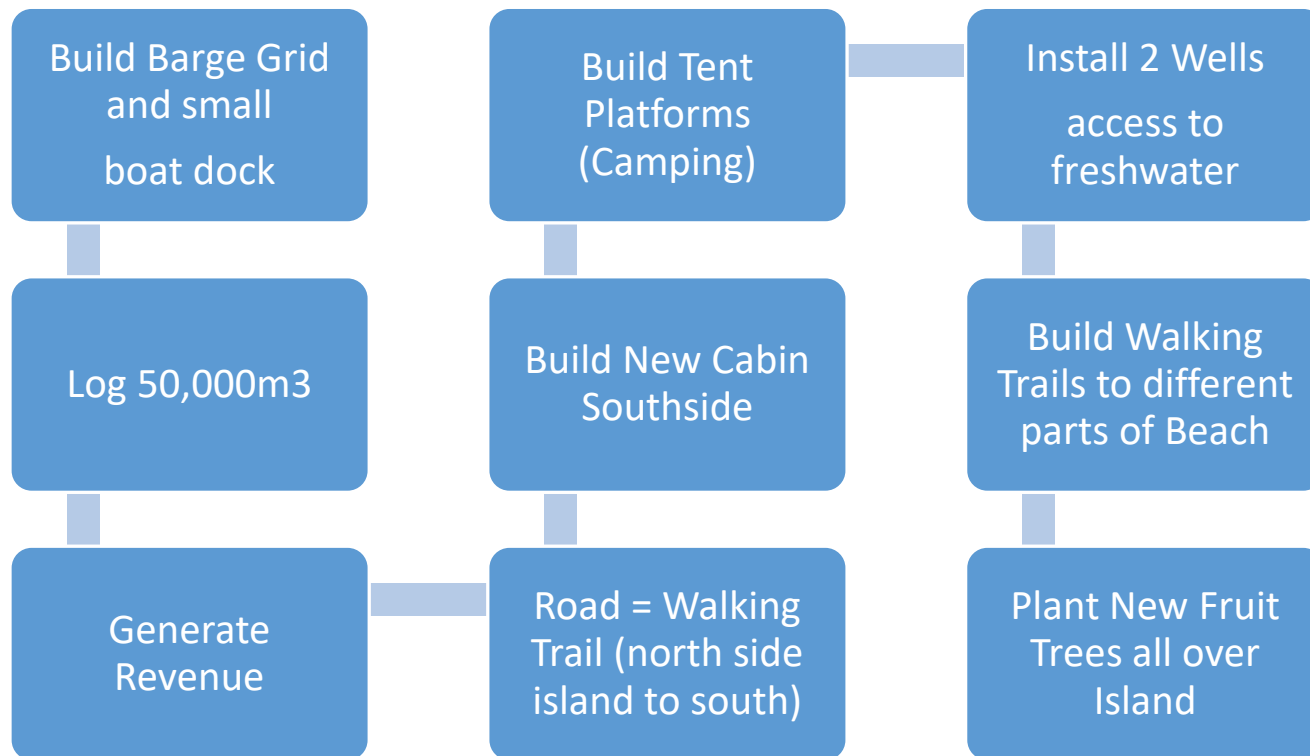 Build Barge Grid
and small
boat dock
Log 50,000m3
Generate
Revenue
Road = Walking
Trail (north side
island to south)
Build New Cabin
Southside
Build Tent
Platforms
(Camping)
Install 2 Wells
access to
freshwater
Build Walking
Trails to different
parts of Beach
Plant New Fruit
Trees all over
Island